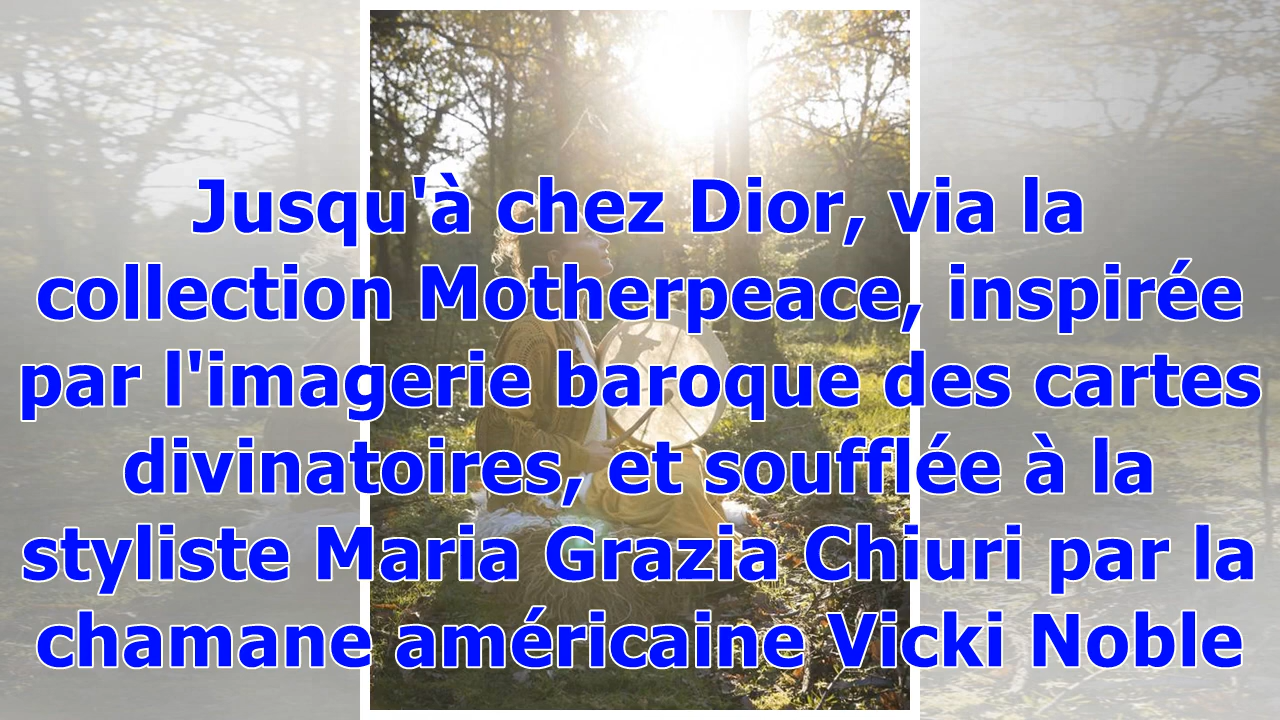 Jusqu'à chez Dior, via la
collection Motherpeace, inspirée
par l'imagerie baroque des cartes
divinatoires, et soufflée à la
styliste Maria Grazia Chiuri par la
chamane américaine Vicki Noble